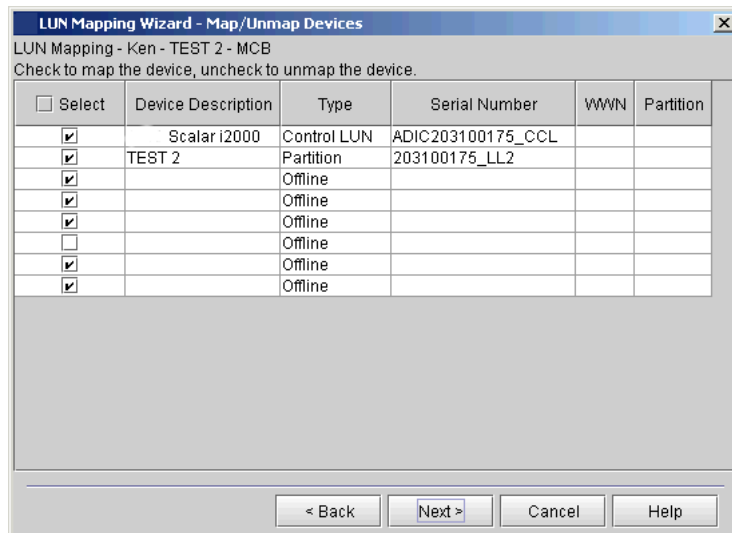 LUN Mapping Wizard - Map/Unmap Devices
LUN Mapping - Ken - TEST 2 - MCB
Check to map the device, uncheck to unmap the device.
Select Device Description Type Serial Number WWN Partition
Scalar i2000 Control LUN ADIC203100175_CCL
TEST 2 Partition 203100175_LL2
Offline
Offline
Offline
Offline
Offline
Offline
< Back Next > Cancel Help